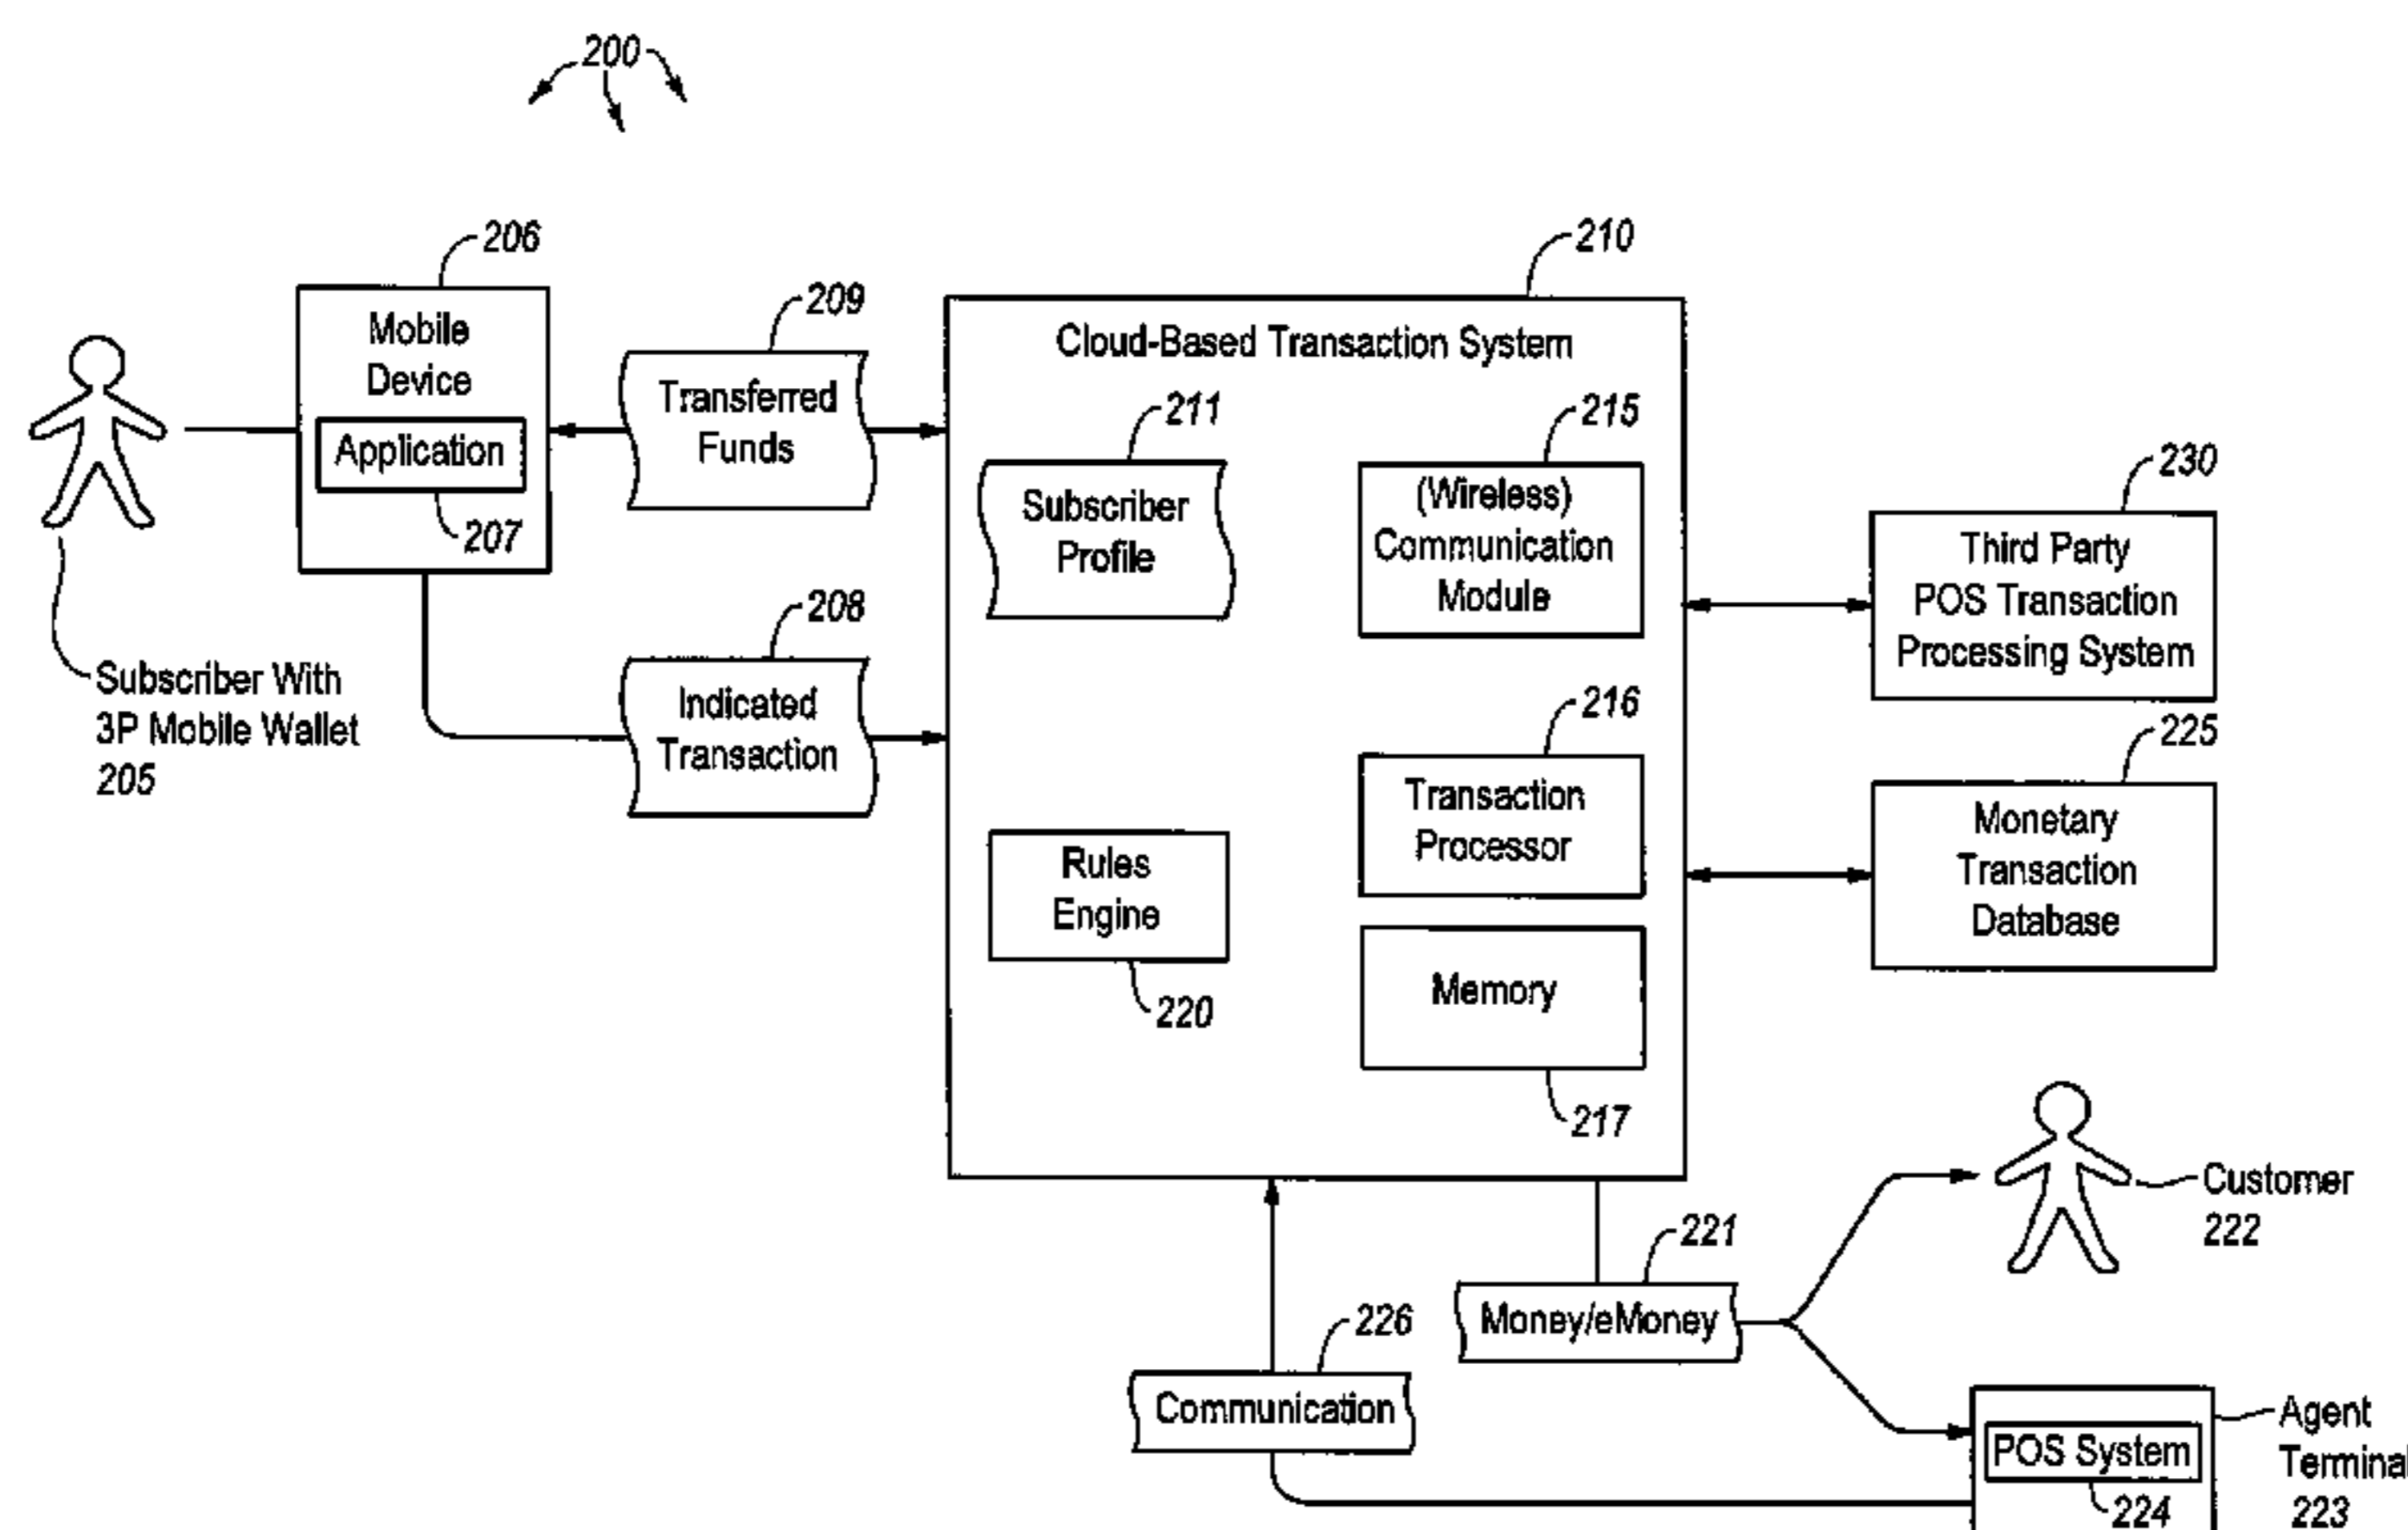 200
206
Mobile
Device
Application
207
209
Transferred
Funds
208
Indicated
Transaction
Subscriber With
3P Mobile Wallet
205
210
Cloud-Based Transaction System
211
Subscriber
Profile
215
(Wireless)
Communication
Module
216
Transaction
Processor
Rules
Engine
220
Memory
217
230
Third Party
POS Transaction
Processing System
225
Monetary
Transaction
Database
Customer
222
221
Money/eMoney
226
Communication
POS System
224
Agent
Terminal
223